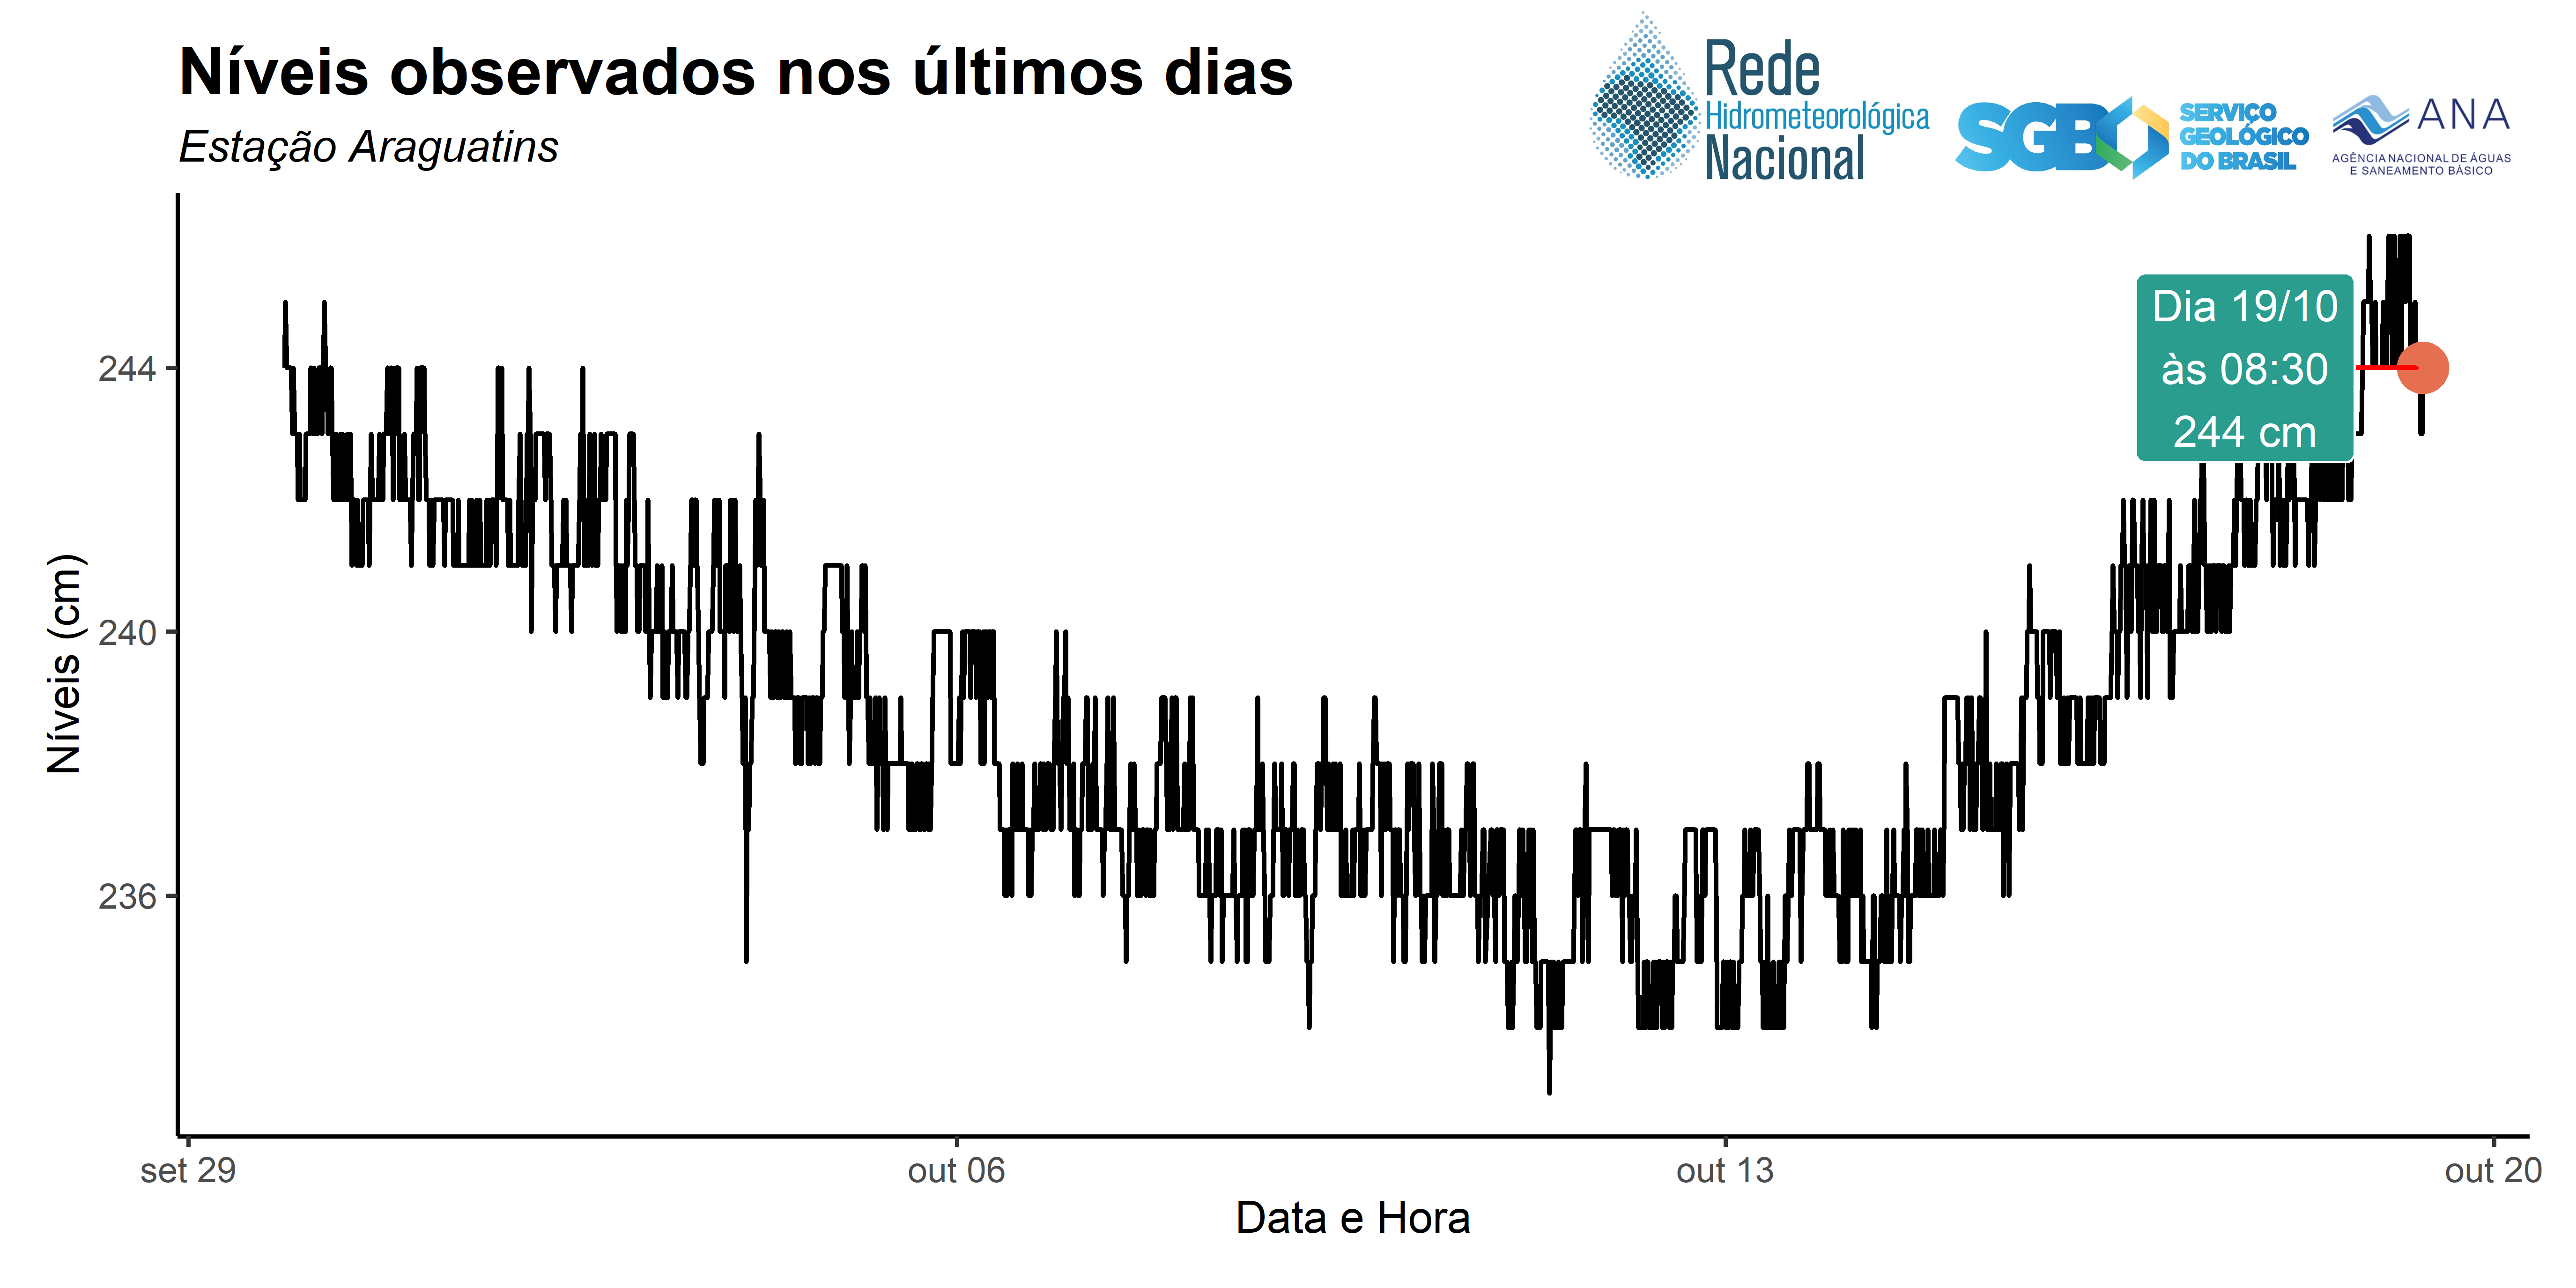 Níveis observados nos últimos dias
Estação Araguatins
Rede
Hidrometeorológica
Nacional
SGB
SERVIÇO
GEOLÓGICO
DO BRASIL
ANA
AGÊNCIA NACIONAL DE ÁGUAS
E SANEAMENTO BÁSICO
Dia 19/10
às 08:30
244 cm
Níveis (cm)
244
240
236
set 29
out 06
out 13
out 20
Data e Hora